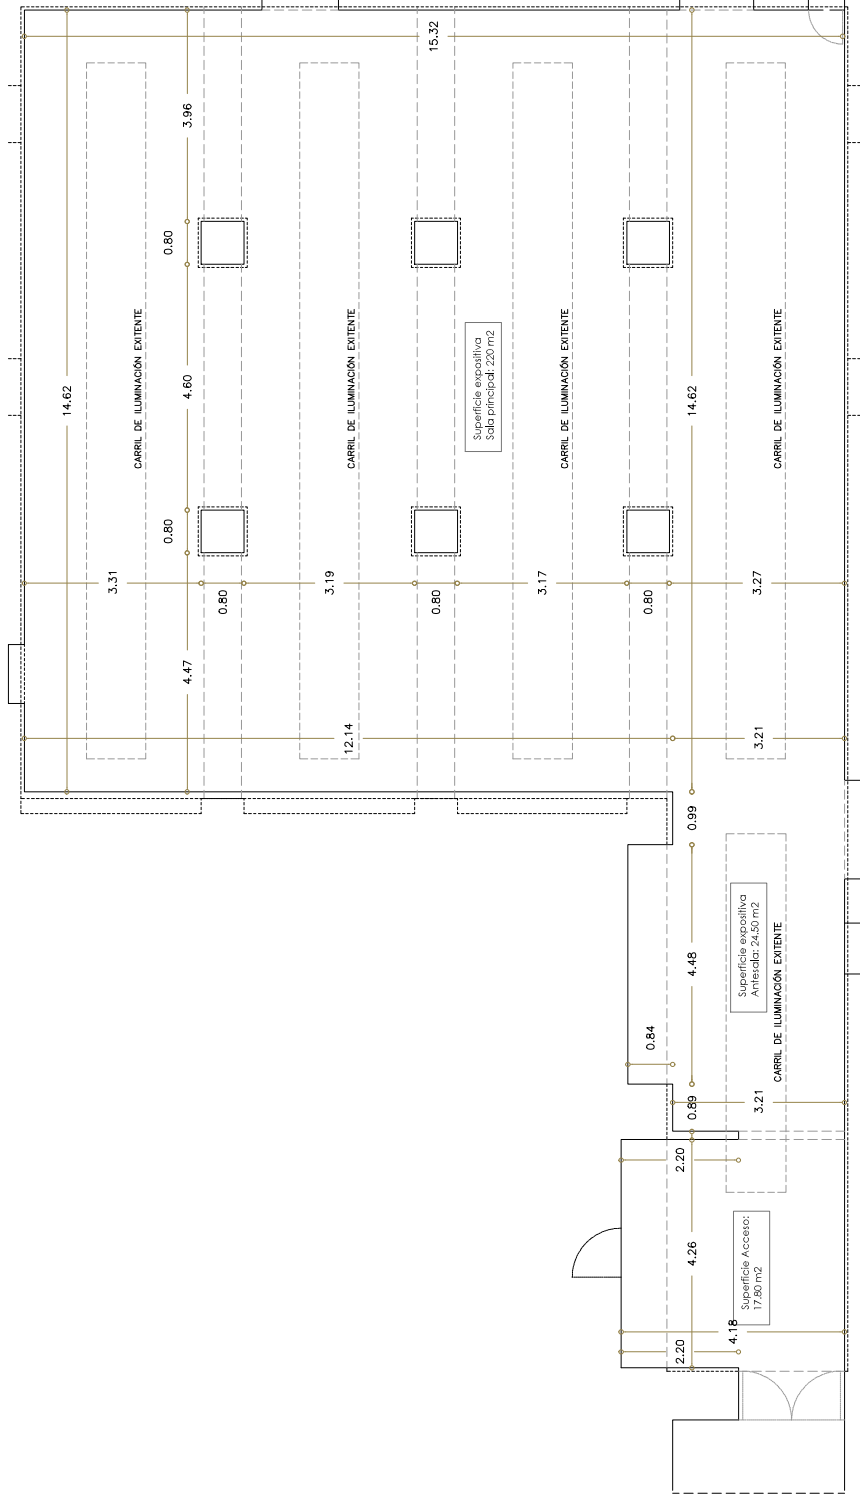 15.32
3.96
0.80
14.62
4.60
14.62
CARRIL DE ILUMINACIÓN EXITENTE
CARRIL DE ILUMINACIÓN EXITENTE
CARRIL DE ILUMINACIÓN EXITENTE
CARRIL DE ILUMINACIÓN EXITENTE
Superficie expositiva
Sala principal: 220 m2
0.80
3.31
0.80
3.19
0.80
3.17
0.80
3.27
4.47
12.14
3.21
0.99
4.48
Superficie expositiva
Antesala: 24.50 m2
CARRIL DE ILUMINACIÓN EXITENTE
0.84
0.89
3.21
2.20
4.26
Superficie Acceso:
17.80 m2
4.18
2.20